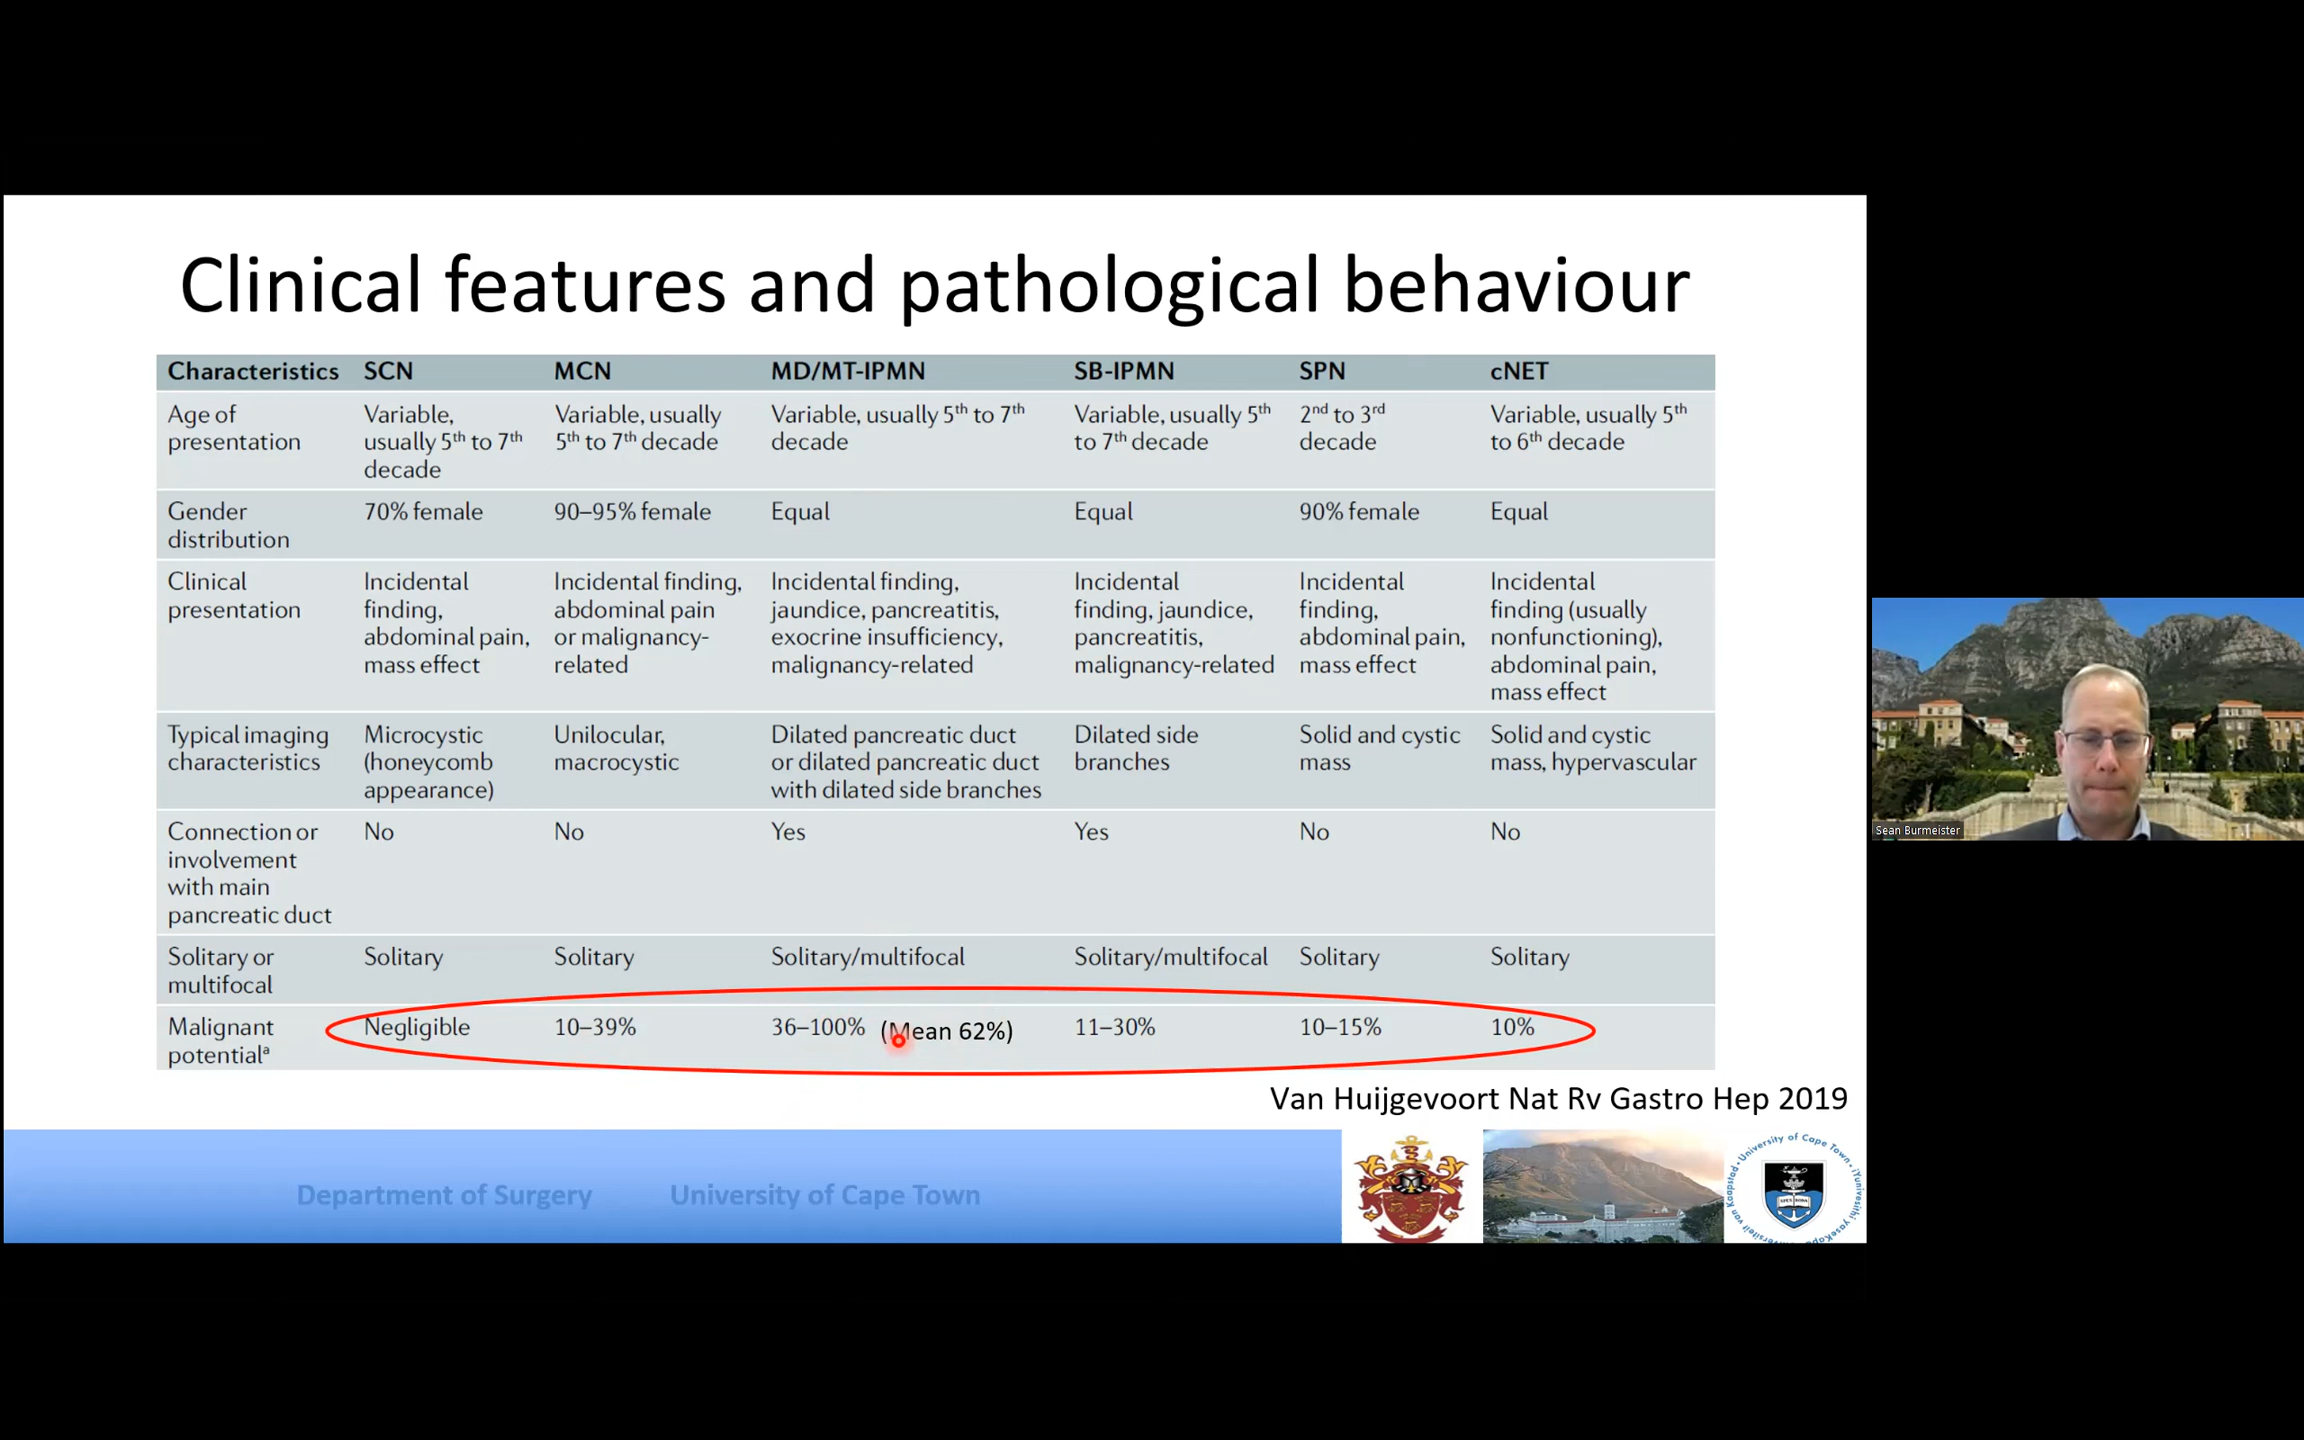 Clinical features and pathological behaviour
Characteristics SCN MCN MD/MT-IPMN SB-IPMN SPN cNET
Age of presentation
Variable, usually 5th to 7th decade
Variable, usually 5th to 7th decade
Variable, usually 5th to 7th decade
Variable, usually 5th to 7th decade
2nd to 3rd decade
Variable, usually 5th to 6th decade
Gender distribution
70% female
90–95% female
Equal
Equal
90% female
Equal
Clinical presentation
Incidental finding, abdominal pain, mass effect
Incidental finding, abdominal pain or malignancy-related
Incidental finding, jaundice, pancreatitis, exocrine insufficiency, malignancy-related
Incidental finding, jaundice, pancreatitis, malignancy-related
Incidental finding, abdominal pain, mass effect
Incidental finding (usually nonfunctioning), abdominal pain, mass effect
Typical imaging characteristics
Microcystic (honeycomb appearance)
Unilocular, macrocystic
Dilated pancreatic duct or dilated pancreatic duct with dilated side branches
Dilated side branches
Solid and cystic mass
Solid and cystic mass, hypervascular
Connection or involvement with main pancreatic duct
No
No
Yes
Yes
No
No
Solitary or multifocal
Solitary
Solitary
Solitary/multifocal
Solitary/multifocal
Solitary
Solitary
Malignant potentialª
Negligible
10–39%
36–100% (Mean 62%)
11–30%
10–15%
10%
Van Huijgevoort Nat Rv Gastro Hep 2019
Department of Surgery University of Cape Town
University of Cape Town
Sean Burmeister